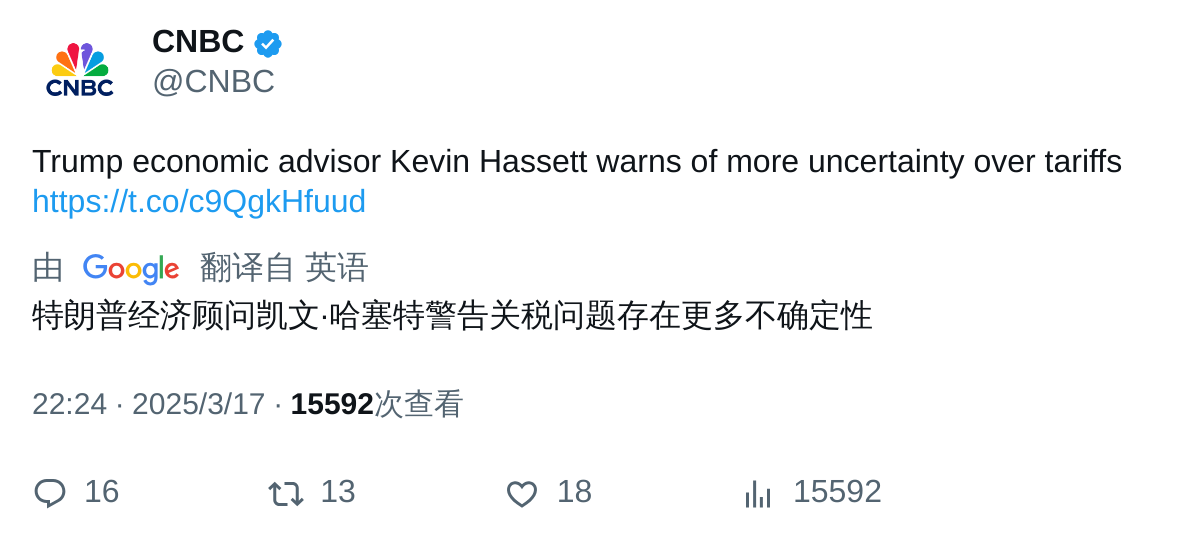 CNBC
CNBC
@CNBC
Trump economic advisor Kevin Hassett warns of more uncertainty over tariffs
https://t.co/c9QgkHfuud
由 Google 翻译自 英语
特朗普经济顾问凯文·哈塞特警告关税问题存在更多不确定性
22:24 · 2025/3/17 · 15592次查看
16 13 18 15592